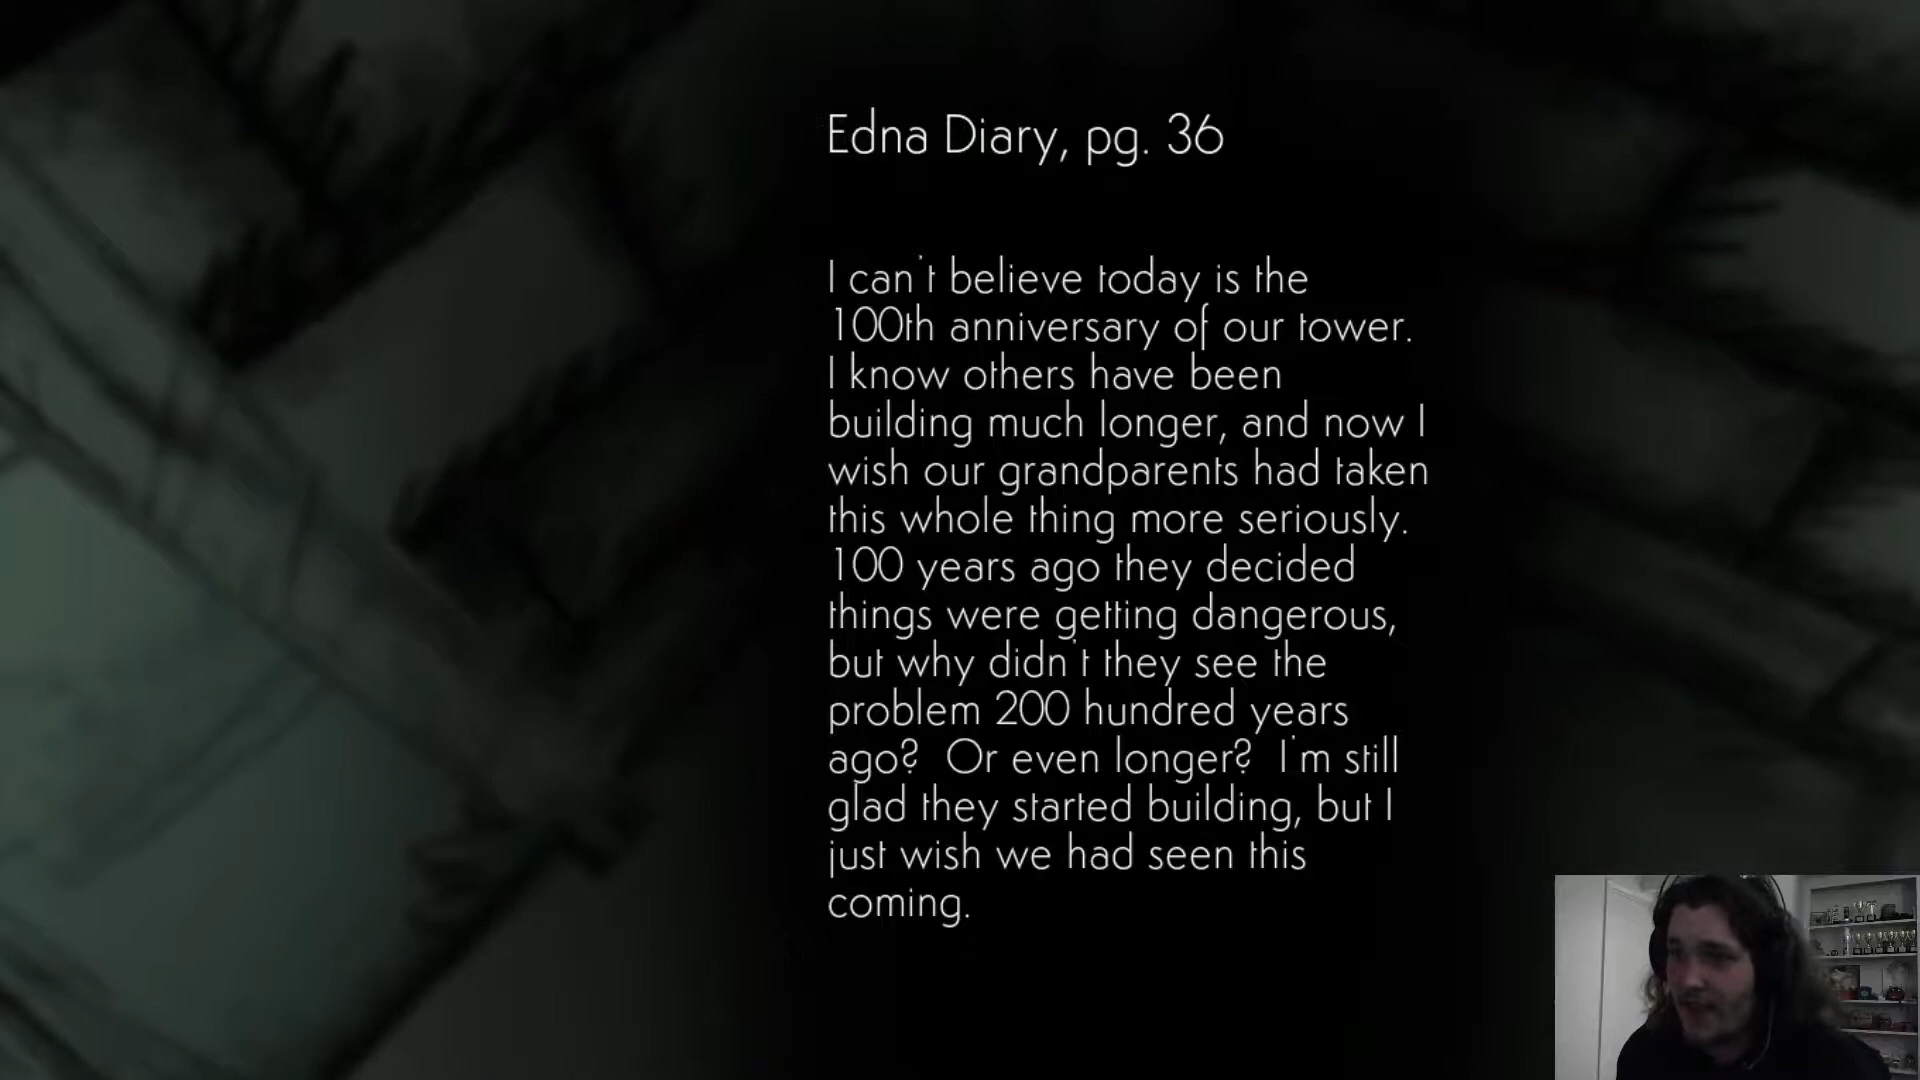 Edna Diary, pg. 36
I can't believe today is the
100th anniversary of our tower.
I know others have been
building much longer, and now I
wish our grandparents had taken
this whole thing more seriously.
100 years ago they decided
things were getting dangerous,
but why didn't they see the
problem 200 hundred years
ago?  Or even longer?  I'm still
glad they started building, but I
just wish we had seen this
coming.